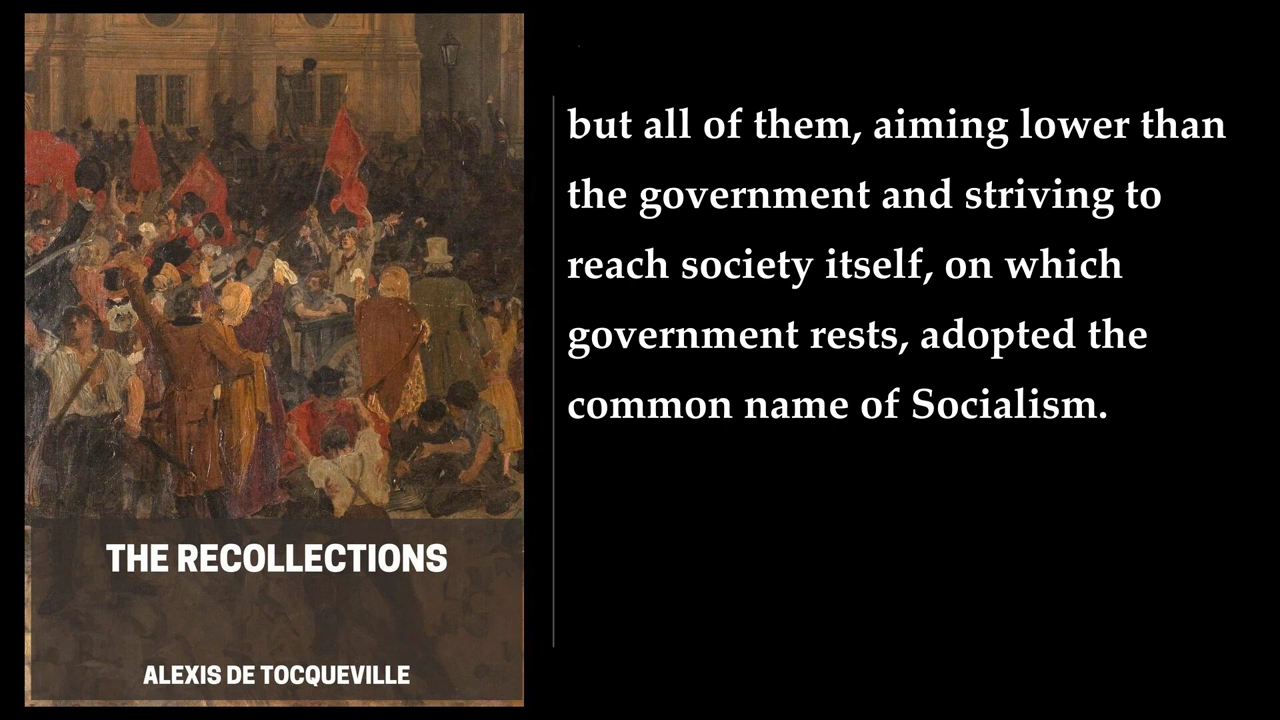 THE RECOLLECTIONS
ALEXIS DE TOCQUEVILLE
but all of them, aiming lower than
the government and striving to
reach society itself, on which
government rests, adopted the
common name of Socialism.